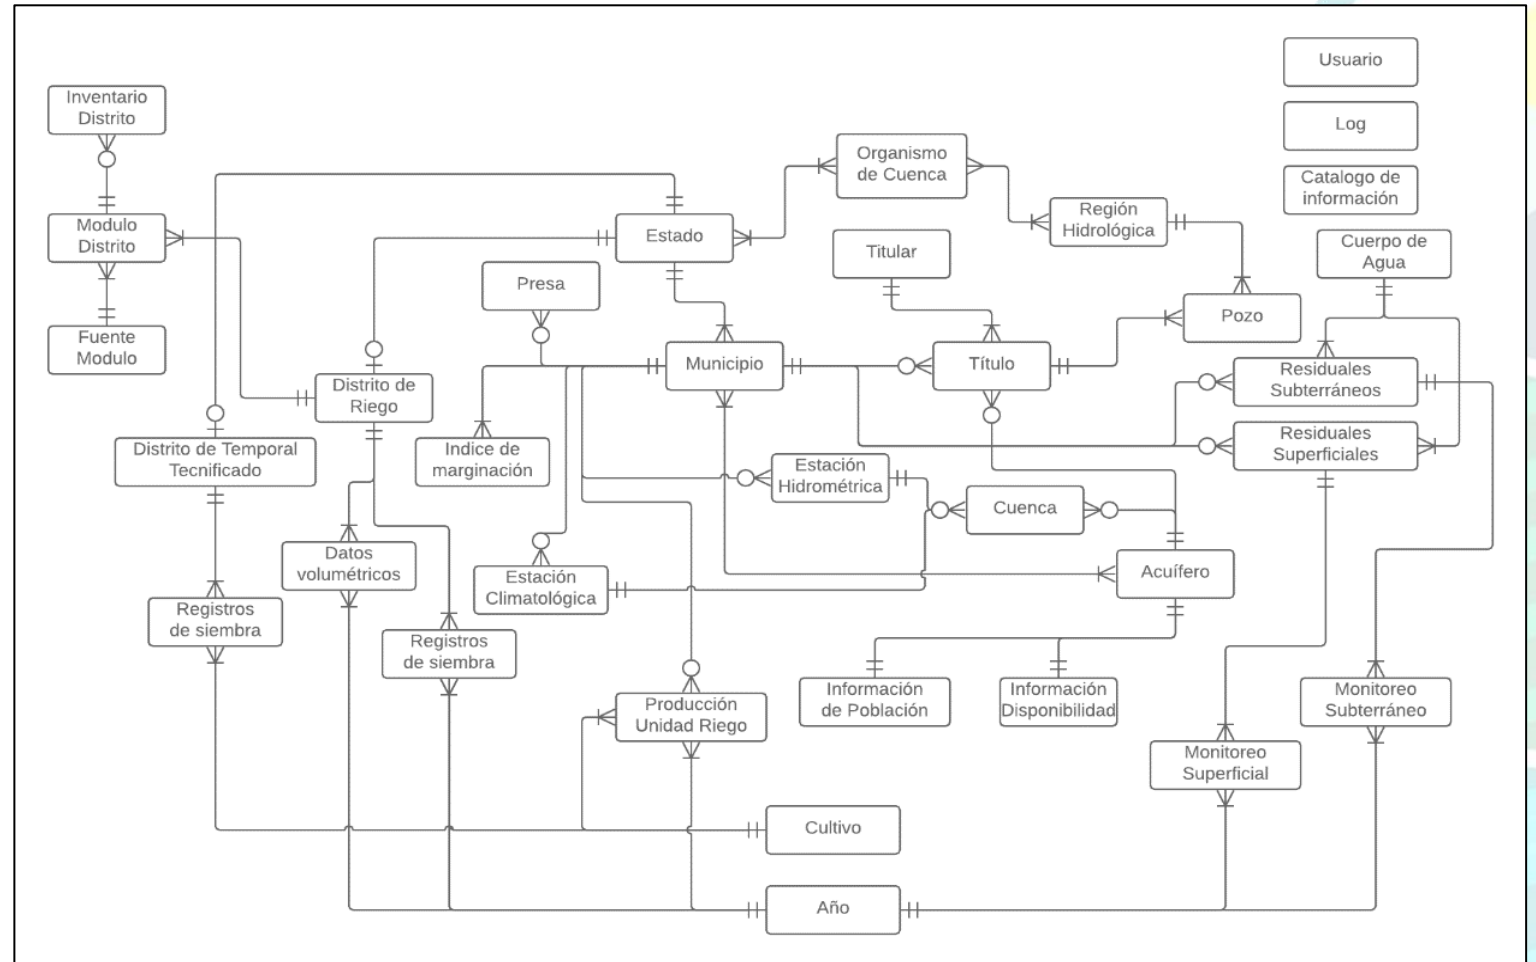 Usuario
Inventario
Distrito
Log
Organismo
de Cuenca
Catalogo de
información
Modulo
Distrito
Estado
Región
Hidrológica
Titular
Cuerpo de
Agua
Presa
Pozo
Fuente
Modulo
Municipio
Título
Residuales
Subterráneos
Distrito de
Riego
Distrito de Temporal
Tecnificado
Indice de
marginación
Residuales
Superficiales
Estación
Hidrométrica
Cuenca
Datos
volumétricos
Estación
Climatológica
Acuífero
Registros
de siembra
Registros
de siembra
Producción
Unidad Riego
Información
de Población
Información
Disponibilidad
Monitoreo
Subterráneo
Monitoreo
Superficial
Cultivo
Año